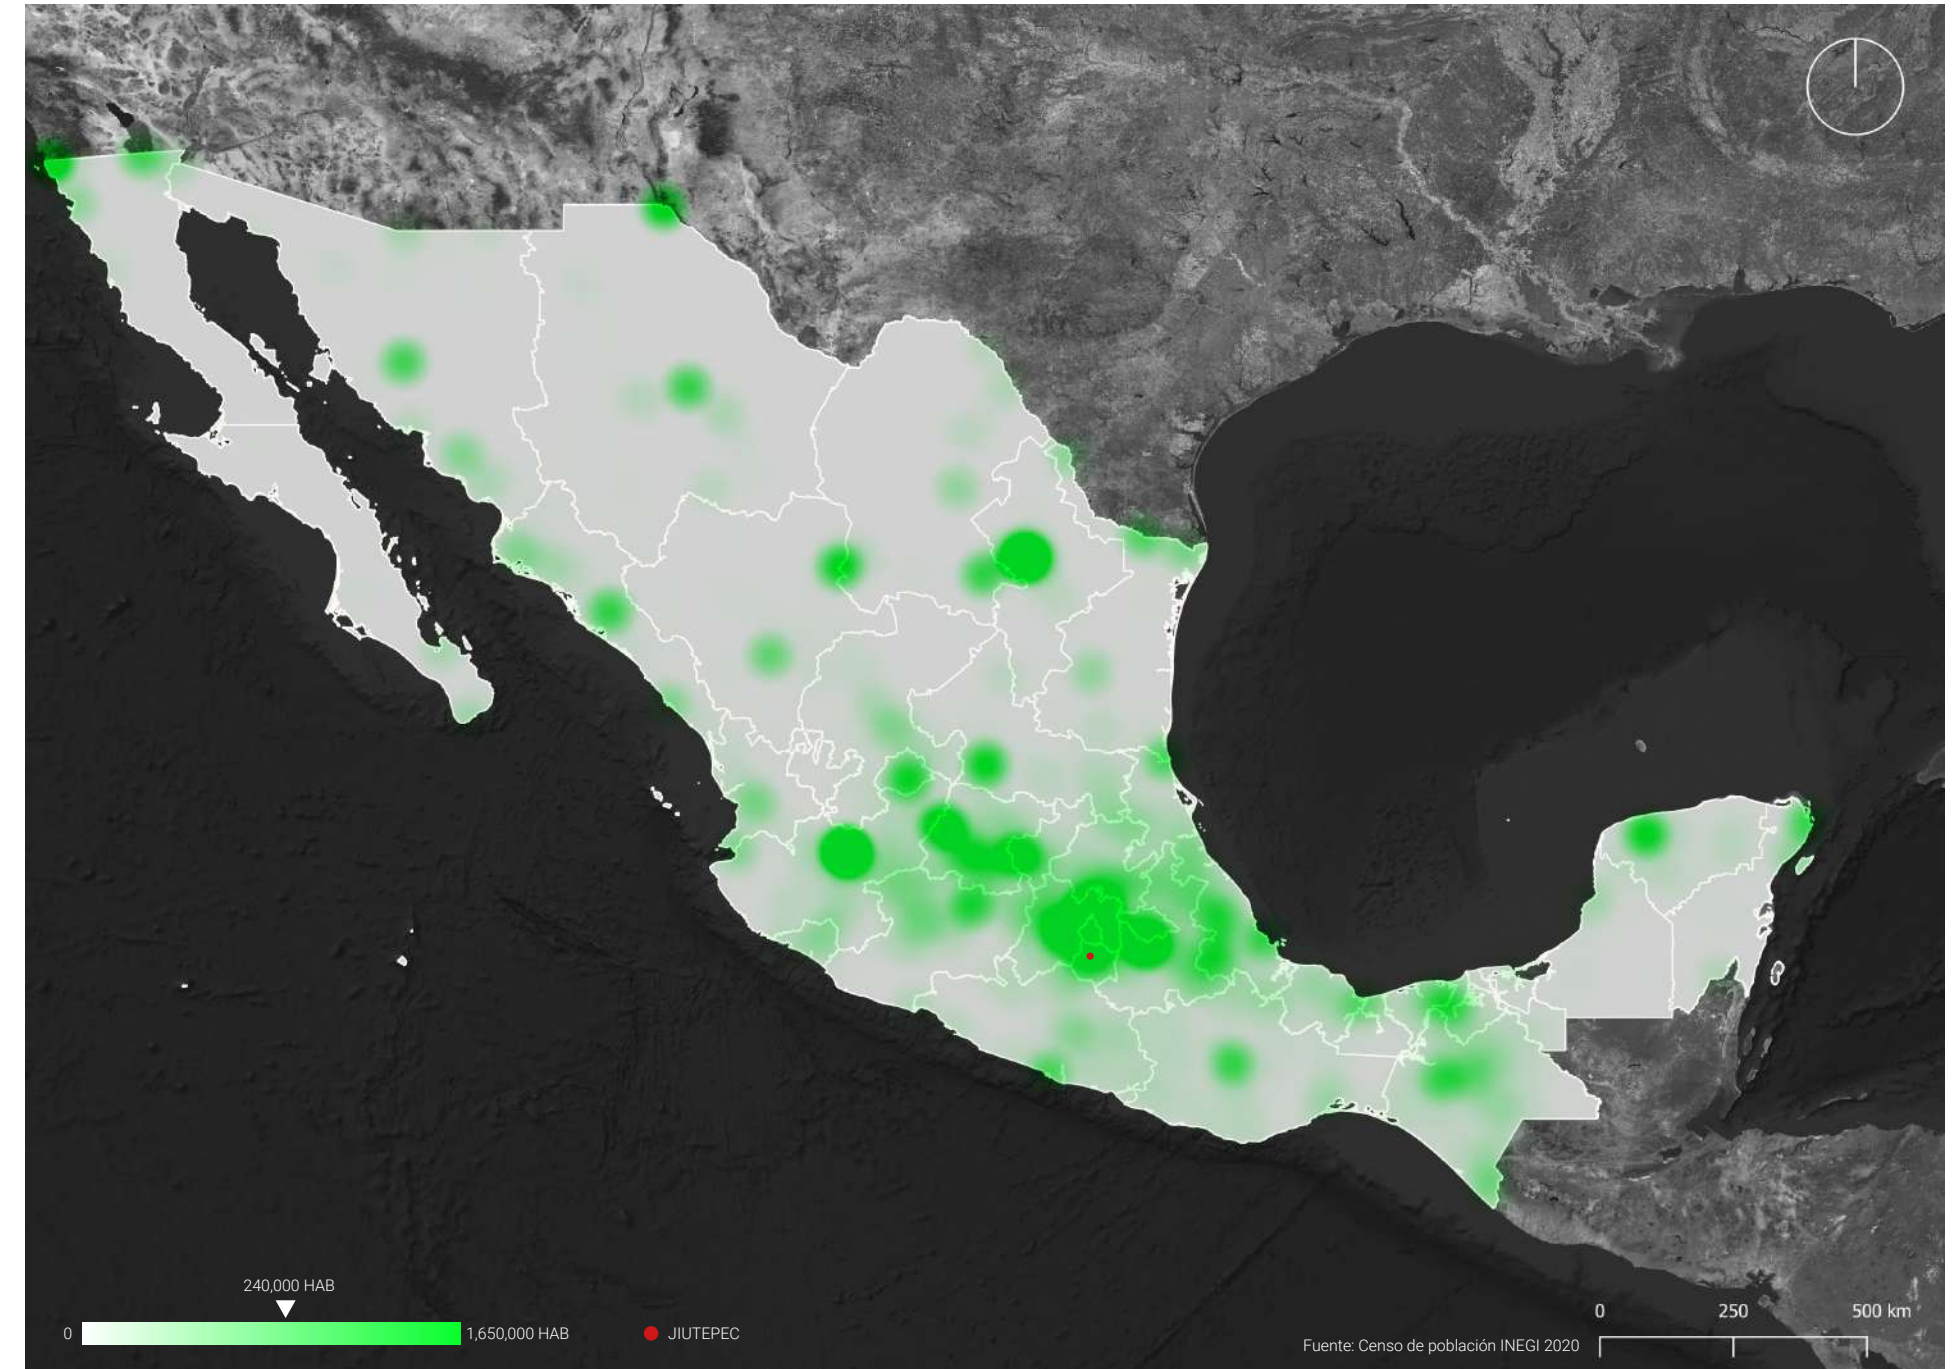 240,000 HAB
0
1,650,000 HAB
JIUTEPEC
Fuente: Censo de población INEGI 2020
0 250 500 km